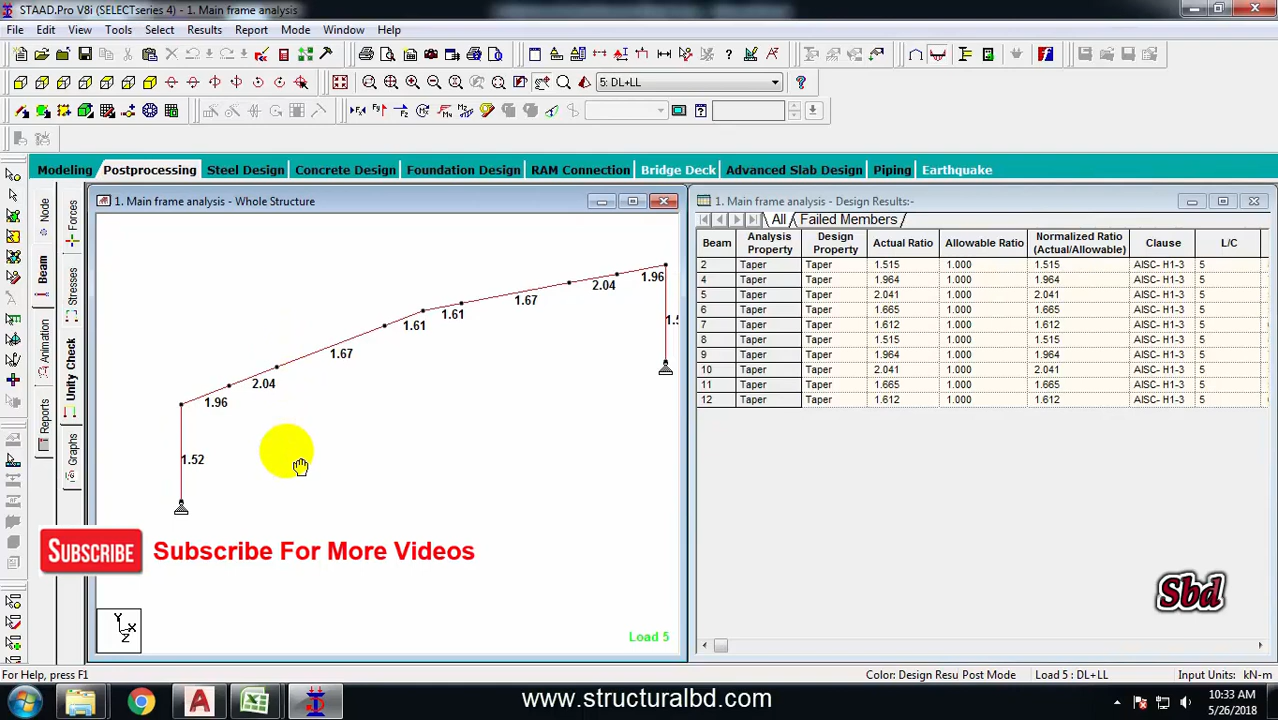 STAAD.Pro V8i (SELECTseries 4) - 1. Main frame analysis
File Edit View Tools Select Results Report Mode Window Help
5: DL+LL
Modeling Postprocessing Steel Design Concrete Design Foundation Design RAM Connection Bridge Deck Advanced Slab Design Piping Earthquake
Node
Beam
Animation
Reports
Forces
Stresses
Unity Check
Graphs
1. Main frame analysis - Whole Structure
1.96
2.04
1.67
1.61
1.61
1.67
2.04
1.96
1.52
Load 5
Y
X
Z
1. Main frame analysis - Design Results:-
All Failed Members
Beam Analysis Property Design Property Actual Ratio Allowable Ratio Normalized Ratio (Actual/Allowable) Clause L/C
2 Taper Taper 1.515 1.000 1.515 AISC- H1-3 5
4 Taper Taper 1.964 1.000 1.964 AISC- H1-3 5
5 Taper Taper 2.041 1.000 2.041 AISC- H1-3 5
6 Taper Taper 1.665 1.000 1.665 AISC- H1-3 5
7 Taper Taper 1.612 1.000 1.612 AISC- H1-3 5
8 Taper Taper 1.515 1.000 1.515 AISC- H1-3 5
9 Taper Taper 1.964 1.000 1.964 AISC- H1-3 5
10 Taper Taper 2.041 1.000 2.041 AISC- H1-3 5
11 Taper Taper 1.665 1.000 1.665 AISC- H1-3 5
12 Taper Taper 1.612 1.000 1.612 AISC- H1-3 5
SUBSCRIBE Subscribe For More Videos
Sbd
For Help, press F1
Color: Design Resu Post Mode Load 5 : DL+LL Input Units: kN-m
www.structuralbd.com
10:33 AM
5/26/2018